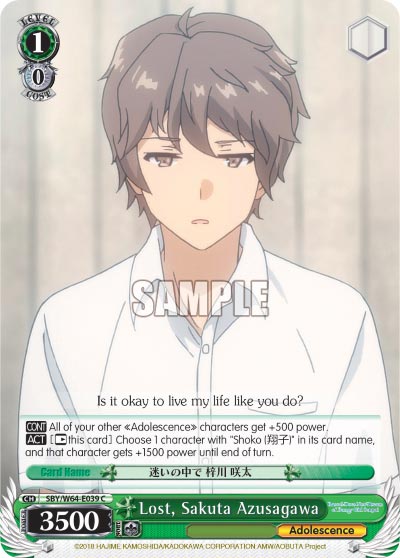 LEVEL
1
0
COST
SAMPLE
Is it okay to live my life like you do?
CONT All of your other «Adolescence» characters get +500 power.
ACT [this card] Choose 1 character with "Shoko (翔子)" in its card name,
and that character gets +1500 power until end of turn.
Card Name 迷いの中で 梓川 咲太
CH SBY/W64-E039 C
Lost, Sakuta Azusagawa
POWER
3500
Adolescence
©2018 HAJIME KAMOSHIDA/KADOKAWA CORPORATION AMW/AOBUTA Project